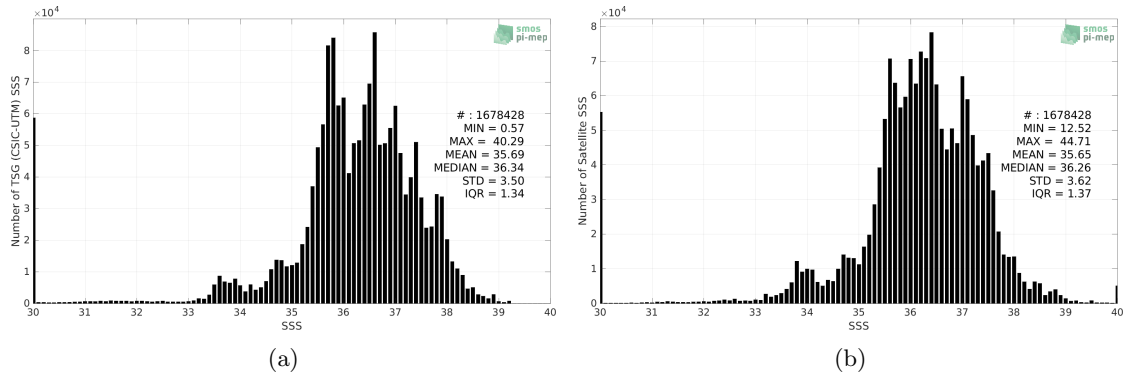 ×10⁴
smos
pi-mep
Number of TSG (CSIC-UTM) SSS
8
7
6
5
4
3
2
1
0
# : 1678428
MIN = 0.57
MAX = 40.29
MEAN = 35.69
MEDIAN = 36.34
STD = 3.50
IQR = 1.34
30 31 32 33 34 35 36 37 38 39 40
SSS
(a)
×10⁴
smos
pi-mep
Number of Satellite SSS
8
7
6
5
4
3
2
1
0
# : 1678428
MIN = 12.52
MAX = 44.71
MEAN = 35.65
MEDIAN = 36.26
STD = 3.62
IQR = 1.37
30 31 32 33 34 35 36 37 38 39 40
SSS
(b)